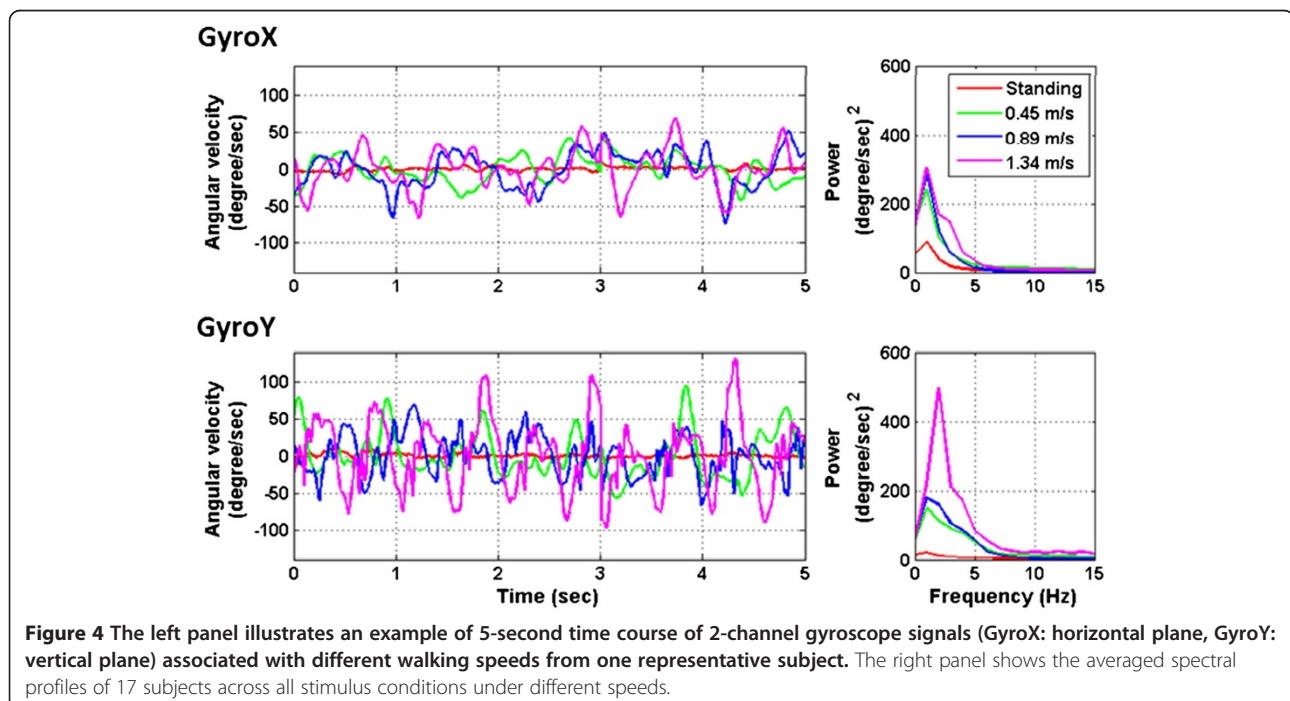 GyroX
Angular velocity
(degree/sec)
100
50
0
-50
-100
0
1
2
3
4
5
Power
(degree/sec)²
600
400
200
0
0
5
10
15
Standing
0.45 m/s
0.89 m/s
1.34 m/s
GyroY
Angular velocity
(degree/sec)
100
50
0
-50
-100
0
1
2
3
4
5
Time (sec)
Power
(degree/sec)²
600
400
200
0
0
5
10
15
Frequency (Hz)
Figure 4 The left panel illustrates an example of 5-second time course of 2-channel gyroscope signals (GyroX: horizontal plane, GyroY:
vertical plane) associated with different walking speeds from one representative subject. The right panel shows the averaged spectral
profiles of 17 subjects across all stimulus conditions under different speeds.